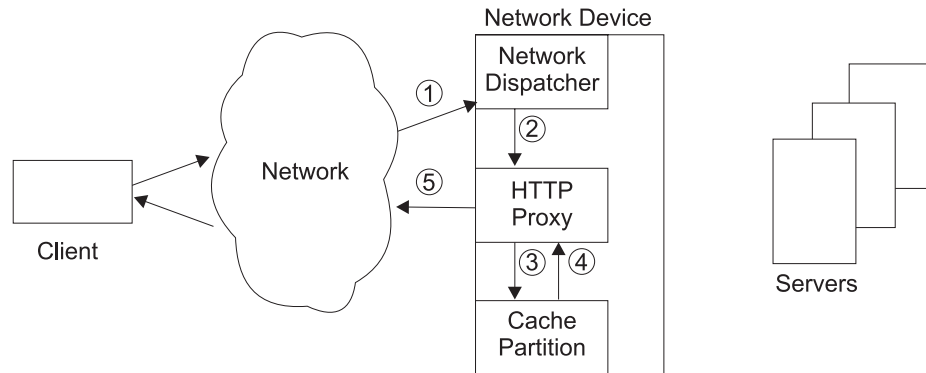 Network Device
Network
Dispatcher
①
②
Network
HTTP
Proxy
⑤
Client
③
④
Servers
Cache
Partition